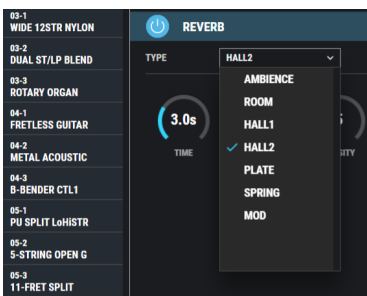 03-1
WIDE 12STR NYLON
03-2
DUAL ST/LP BLEND
03-3
ROTARY ORGAN
04-1
FRETLESS GUITAR
04-2
METAL ACOUSTIC
04-3
B-BENDER CTL1
05-1
PU SPLIT LoHiSTR
05-2
5-STRING OPEN G
05-3
11-FRET SPLIT
REVERB
TYPE
HALL2
AMBIENCE
ROOM
HALL1
HALL2
PLATE
SPRING
MOD
3.0s
TIME